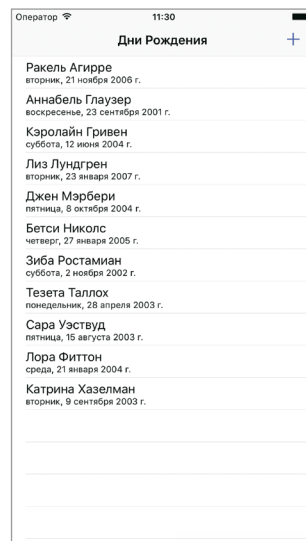 Оператор 11:30
Дни Рождения +
Ракель Агирре
вторник, 21 ноября 2006 г.
Аннабель Глаузер
воскресенье, 23 сентября 2001 г.
Кэролайн Гривен
суббота, 12 июня 2004 г.
Лиз Лундгрен
вторник, 23 января 2007 г.
Джен Мэрбери
пятница, 8 октября 2004 г.
Бетси Николс
четверг, 27 января 2005 г.
Зиба Ростамиан
суббота, 2 ноября 2002 г.
Тезета Таллох
понедельник, 28 апреля 2003 г.
Сара Уэствуд
пятница, 15 августа 2003 г.
Лора Фиттон
среда, 21 января 2004 г.
Катрина Хазелман
вторник, 9 сентября 2003 г.